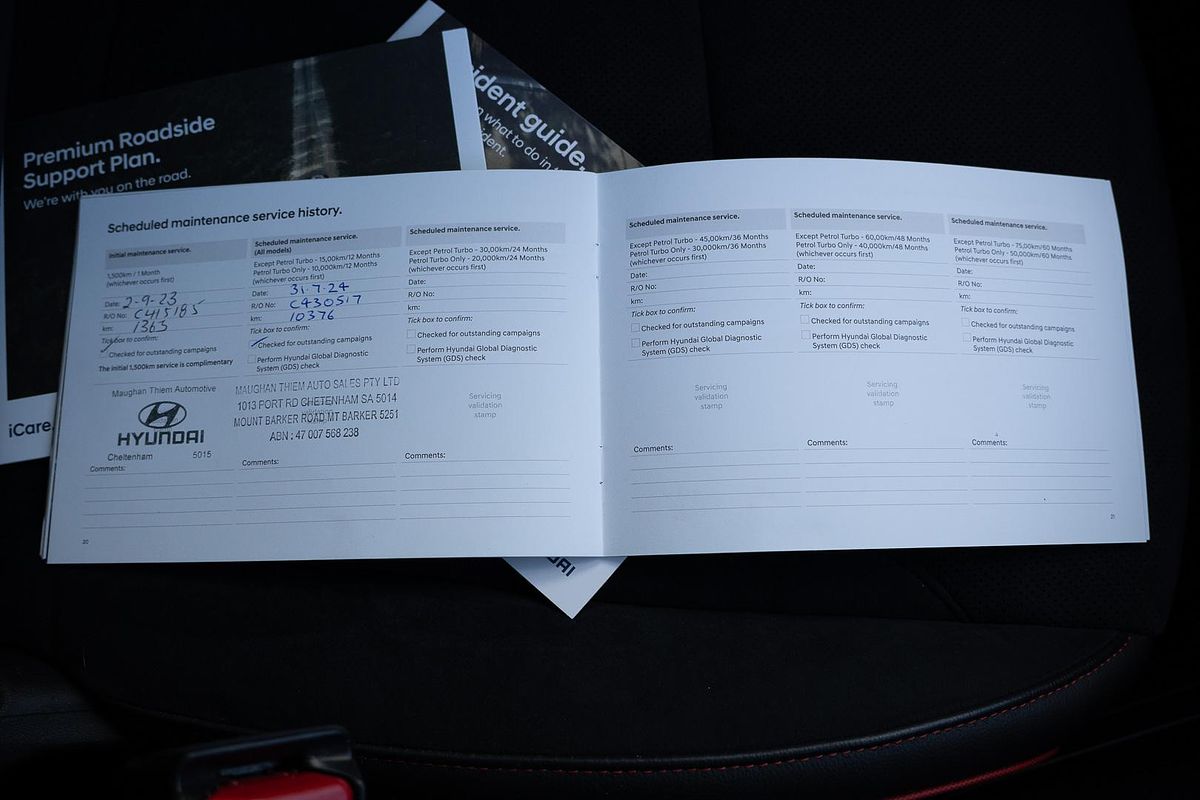 Premium Roadside
Support Plan.
We're with you on the road.
ident guide.
n what to do in t
ident.
iCare.
Scheduled maintenance service history.
Initial maintenance service.
1,500km / 1 Month
(whichever occurs first)
Date: 2-9-23
R/O No: C415185
km: 1363
Tick box to confirm:
Checked for outstanding campaigns
The initial 1,500km service is complimentary
Maughan Thiem Automotive
HYUNDAI
Cheltenham 5015
Comments:
20
Scheduled maintenance service.
(All models)
Except Petrol Turbo - 15,00km/12 Months
Petrol Turbo Only - 10,000km/12 Months
(whichever occurs first)
Date: 31-7-24
R/O No: C430517
km: 10376
Tick box to confirm:
Checked for outstanding campaigns
Perform Hyundai Global Diagnostic
System (GDS) check
MAUGHAN THIEM AUTO SALES PTY LTD
1013 PORT RD CHETENHAM SA 5014
MOUNT BARKER ROAD MT BARKER 5251
ABN : 47 007 568 238
Comments:
Scheduled maintenance service.
Except Petrol Turbo - 30,00km/24 Months
Petrol Turbo Only - 20,000km/24 Months
(whichever occurs first)
Date:
R/O No:
km:
Tick box to confirm:
Checked for outstanding campaigns
Perform Hyundai Global Diagnostic
System (GDS) check
Servicing
validation
stamp
Comments:
Scheduled maintenance service.
Except Petrol Turbo - 45,00km/36 Months
Petrol Turbo Only - 30,000km/36 Months
(whichever occurs first)
Date:
R/O No:
km:
Tick box to confirm:
Checked for outstanding campaigns
Perform Hyundai Global Diagnostic
System (GDS) check
Servicing
validation
stamp
Comments:
Scheduled maintenance service.
Except Petrol Turbo - 60,00km/48 Months
Petrol Turbo Only - 40,000km/48 Months
(whichever occurs first)
Date:
R/O No:
km:
Tick box to confirm:
Checked for outstanding campaigns
Perform Hyundai Global Diagnostic
System (GDS) check
Servicing
validation
stamp
Comments:
Scheduled maintenance service.
Except Petrol Turbo - 75,00km/60 Months
Petrol Turbo Only - 50,000km/60 Months
(whichever occurs first)
Date:
R/O No:
km:
Tick box to confirm:
Checked for outstanding campaigns
Perform Hyundai Global Diagnostic
System (GDS) check
Servicing
validation
stamp
Comments:
21
DAI